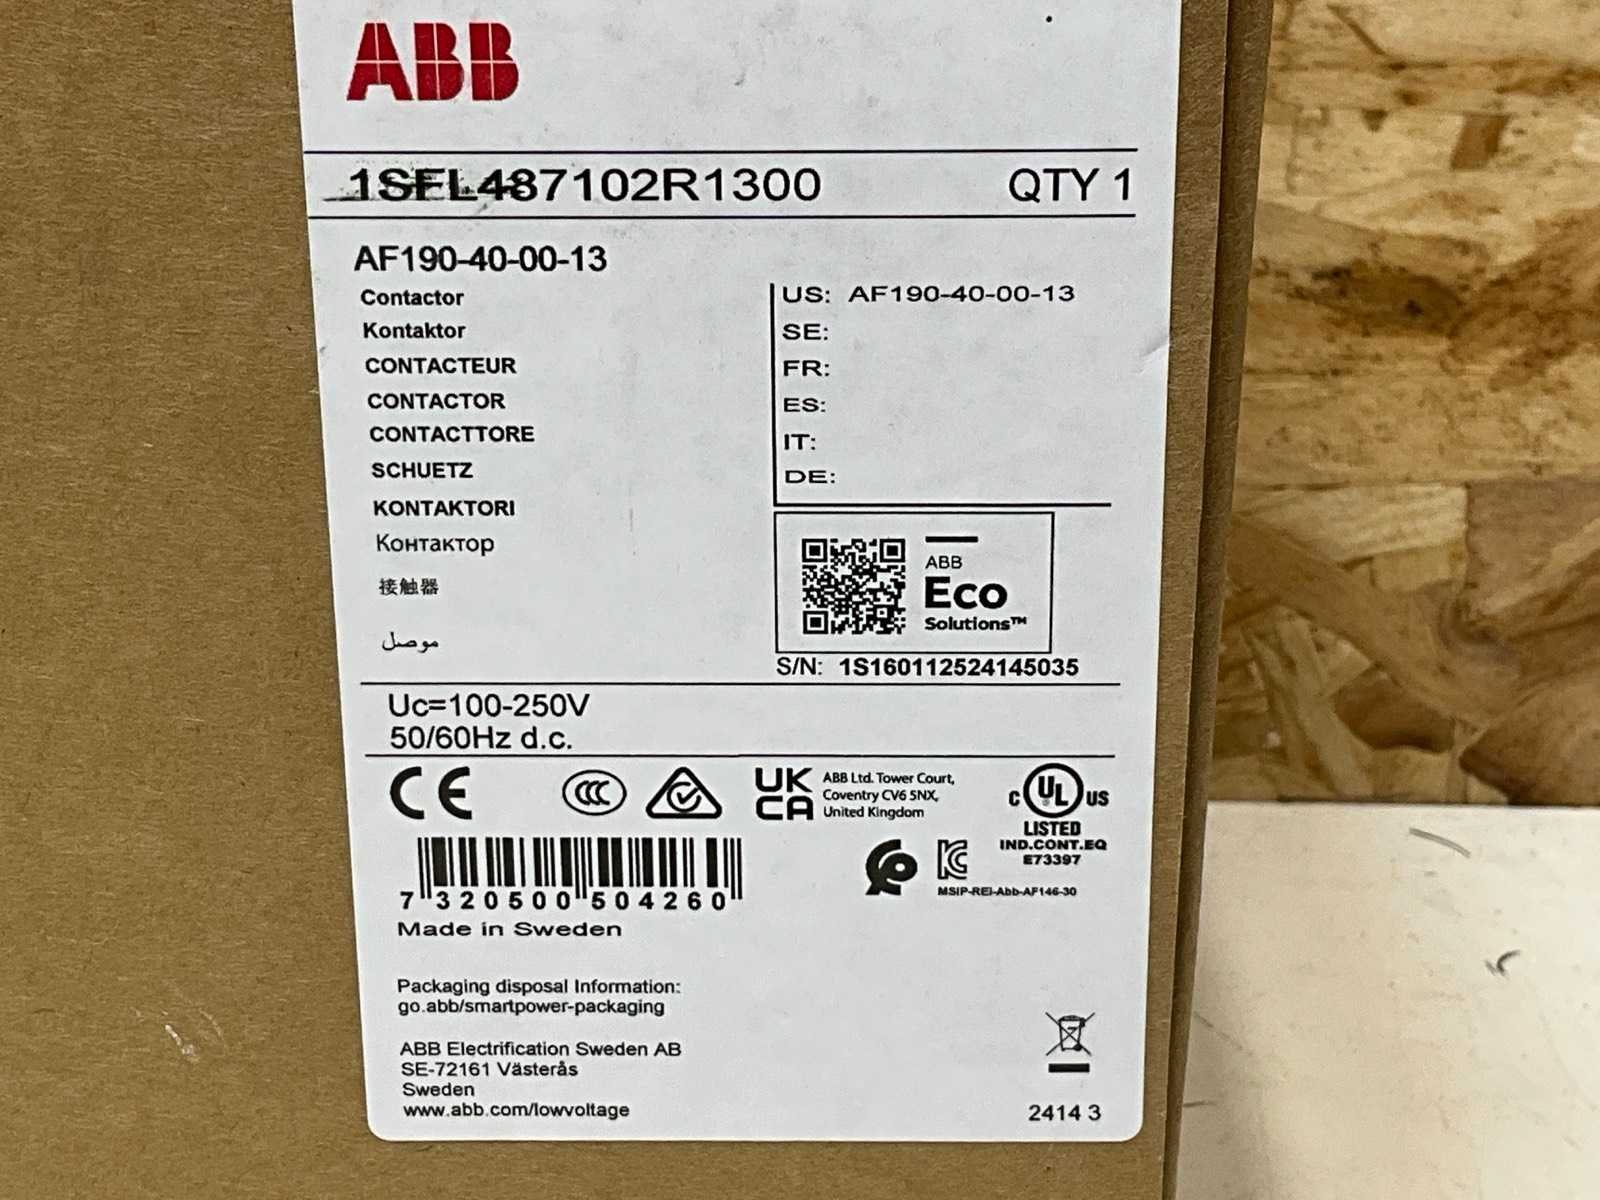 ABB
1SFL487102R1300 QTY 1
AF190-40-00-13
Contactor
Kontaktor
CONTACTEUR
CONTACTOR
CONTACTTORE
SCHUETZ
KONTAKTORI
Контактор
接触器
موصل
US: AF190-40-00-13
SE:
FR:
ES:
IT:
DE:
ABB
Eco
Solutions™
S/N: 1S160112524145035
Uc=100-250V
50/60Hz d.c.
CE
CCC
UK
CA
ABB Ltd. Tower Court,
Coventry CV6 5NX,
United Kingdom
C UL US
LISTED
IND.CONT.EQ
E73397
KC
MSIP-REI-Abb-AF146-30
7 320500 504260
Made in Sweden
Packaging disposal Information:
go.abb/smartpower-packaging
ABB Electrification Sweden AB
SE-72161 Västerås
Sweden
www.abb.com/lowvoltage
2414 3